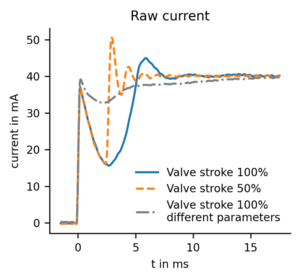 Raw current
50
40
30
20
10
0
current in mA
Valve stroke 100%
Valve stroke 50%
Valve stroke 100%
different parameters
0
5
10
15
t in ms